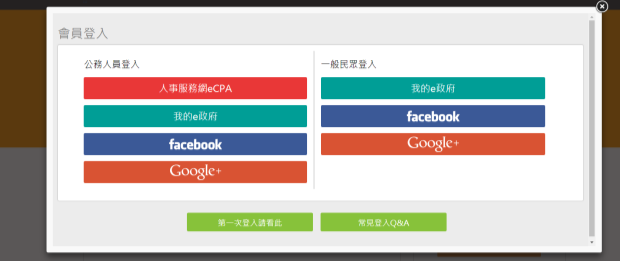 會員登入
公務人員登入
人事服務網eCPA
我的e政府
facebook
Google+
一般民眾登入
我的e政府
facebook
Google+
第一次登入請看此
常見登入Q&A